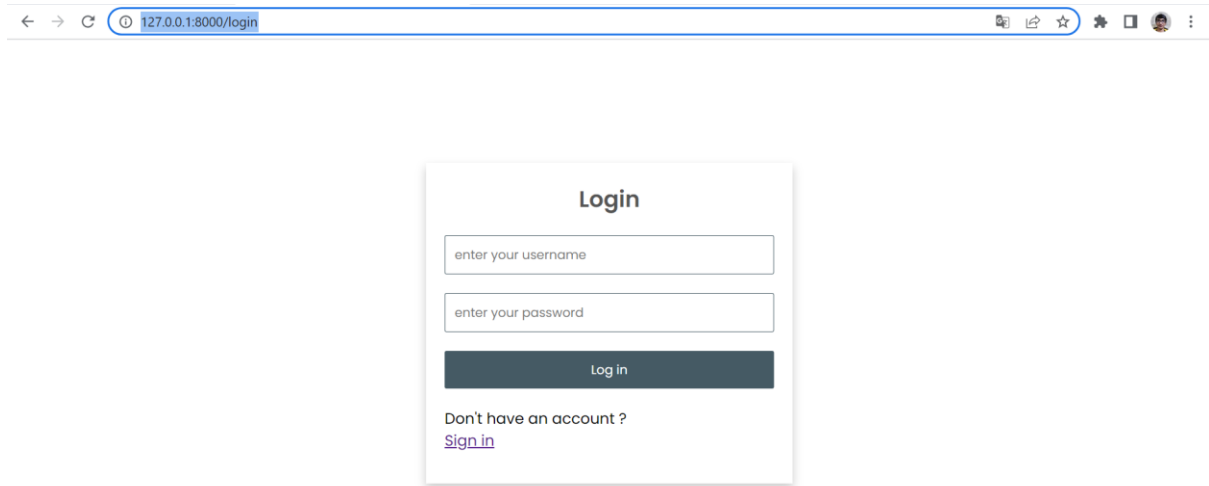 127.0.0.1:8000/login
Login
enter your username
enter your password
Log in
Don't have an account ?
Sign in